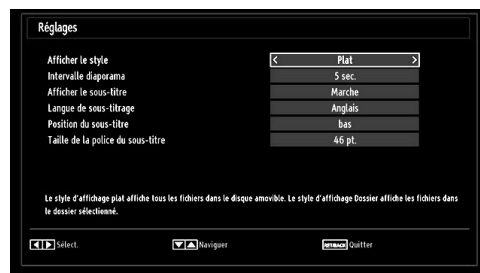 Réglages
Afficher le style < Plat >
Intervalle diaporama 5 sec.
Afficher le sous-titre Marche
Langue de sous-titrage Anglais
Position du sous-titre bas
Taille de la police du sous-titre 46 pt.
Le style d'affichage plat affiche tous les fichiers dans le disque amovible. Le style d'affichage Dossier affiche les fichiers dans
le dossier sélectionné.
Sélect. Naviguer RET/BACK Quitter